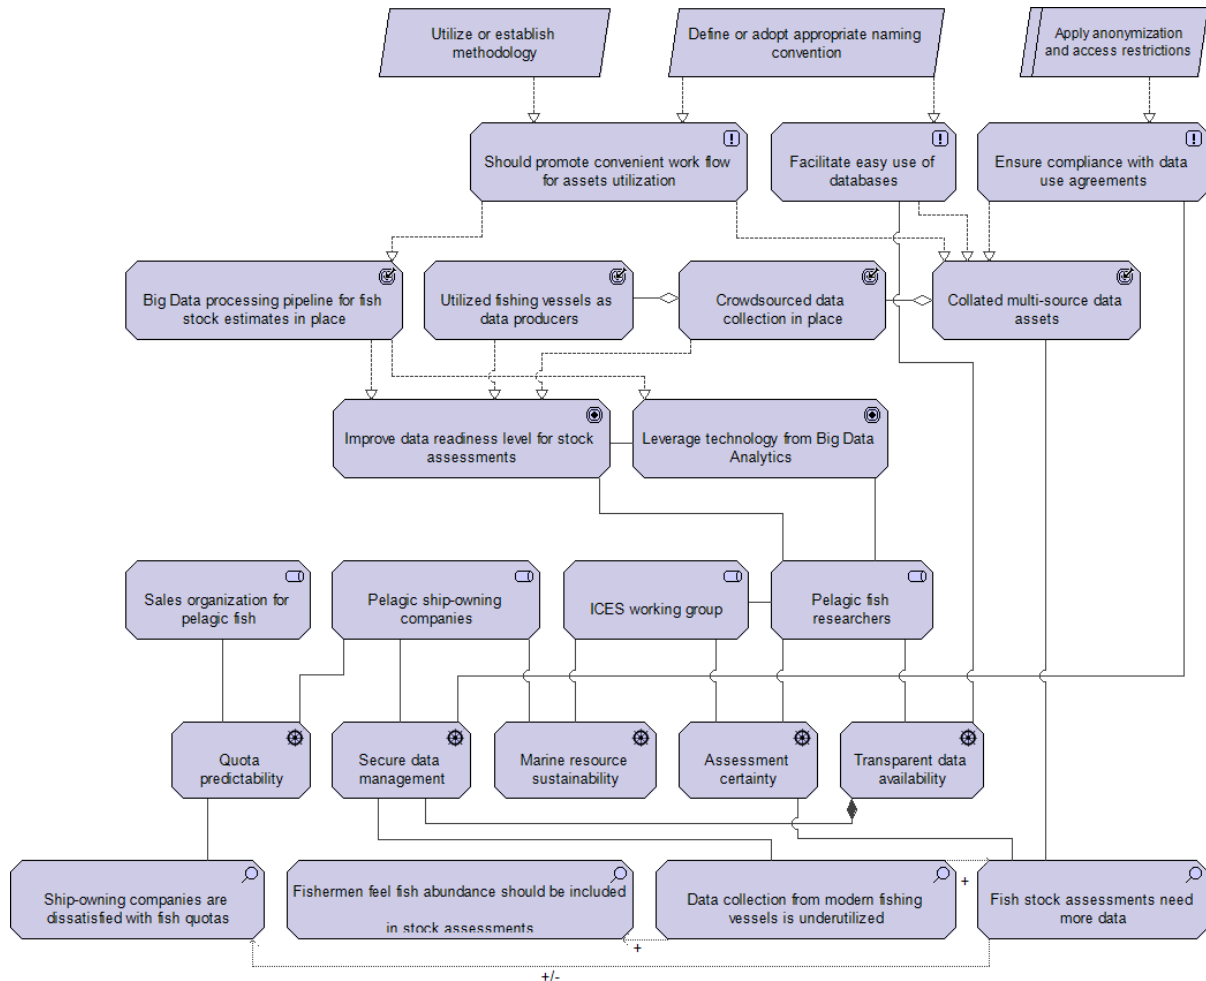 Utilize or establish
methodology
Define or adopt appropriate naming
convention
Apply anonymization
and access restrictions
Should promote convenient work flow
for assets utilization
Facilitate easy use of
databases
Ensure compliance with data
use agreements
Big Data processing pipeline for fish
stock estimates in place
Utilized fishing vessels as
data producers
Crowdsourced data
collection in place
Collated multi-source data
assets
Improve data readiness level for stock
assessments
Leverage technology from Big Data
Analytics
Sales organization for
pelagic fish
Pelagic ship-owning
companies
ICES working group
Pelagic fish
researchers
Quota
predictability
Secure data
management
Marine resource
sustainability
Assessment
certainty
Transparent data
availability
Ship-owning companies are
dissatisfied with fish quotas
Fishermen feel fish abundance should be included
in stock assessments
Data collection from modern fishing
vessels is underutilized
Fish stock assessments need
more data
+
+
+/-